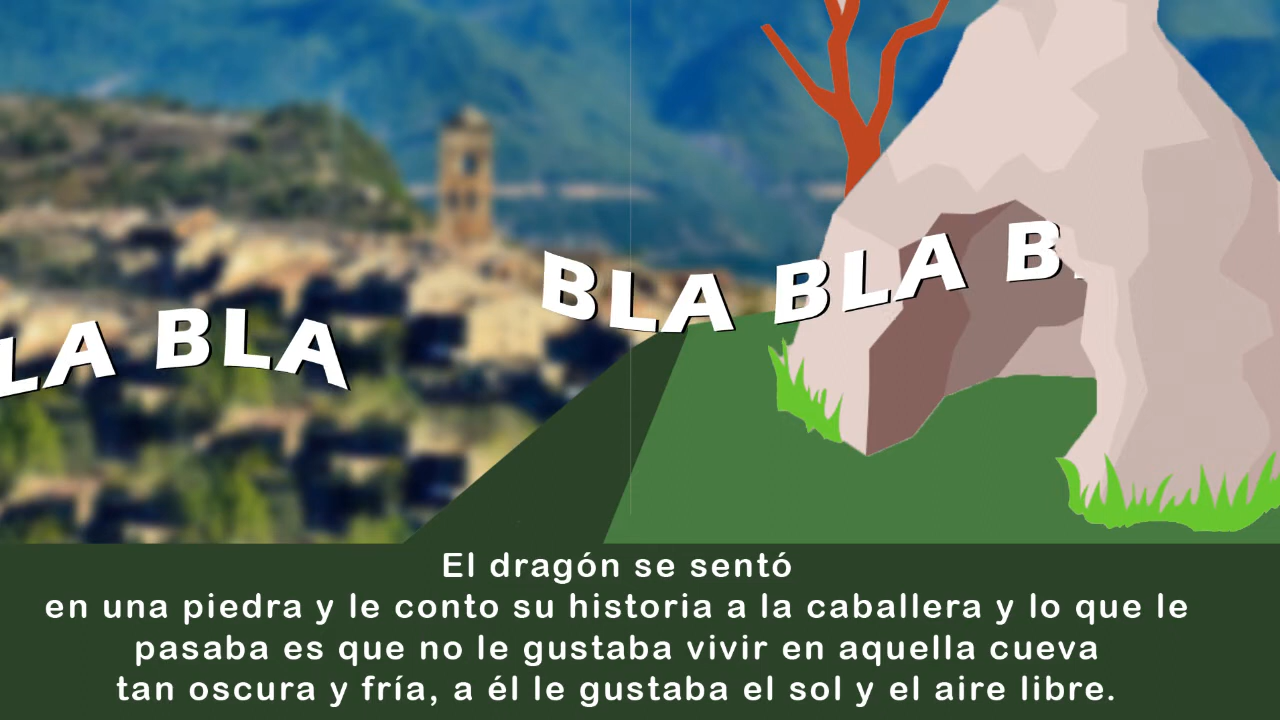 LA BLA
BLA BLA B
El dragón se sentó
en una piedra y le conto su historia a la caballera y lo que le
pasaba es que no le gustaba vivir en aquella cueva
tan oscura y fría, a él le gustaba el sol y el aire libre.